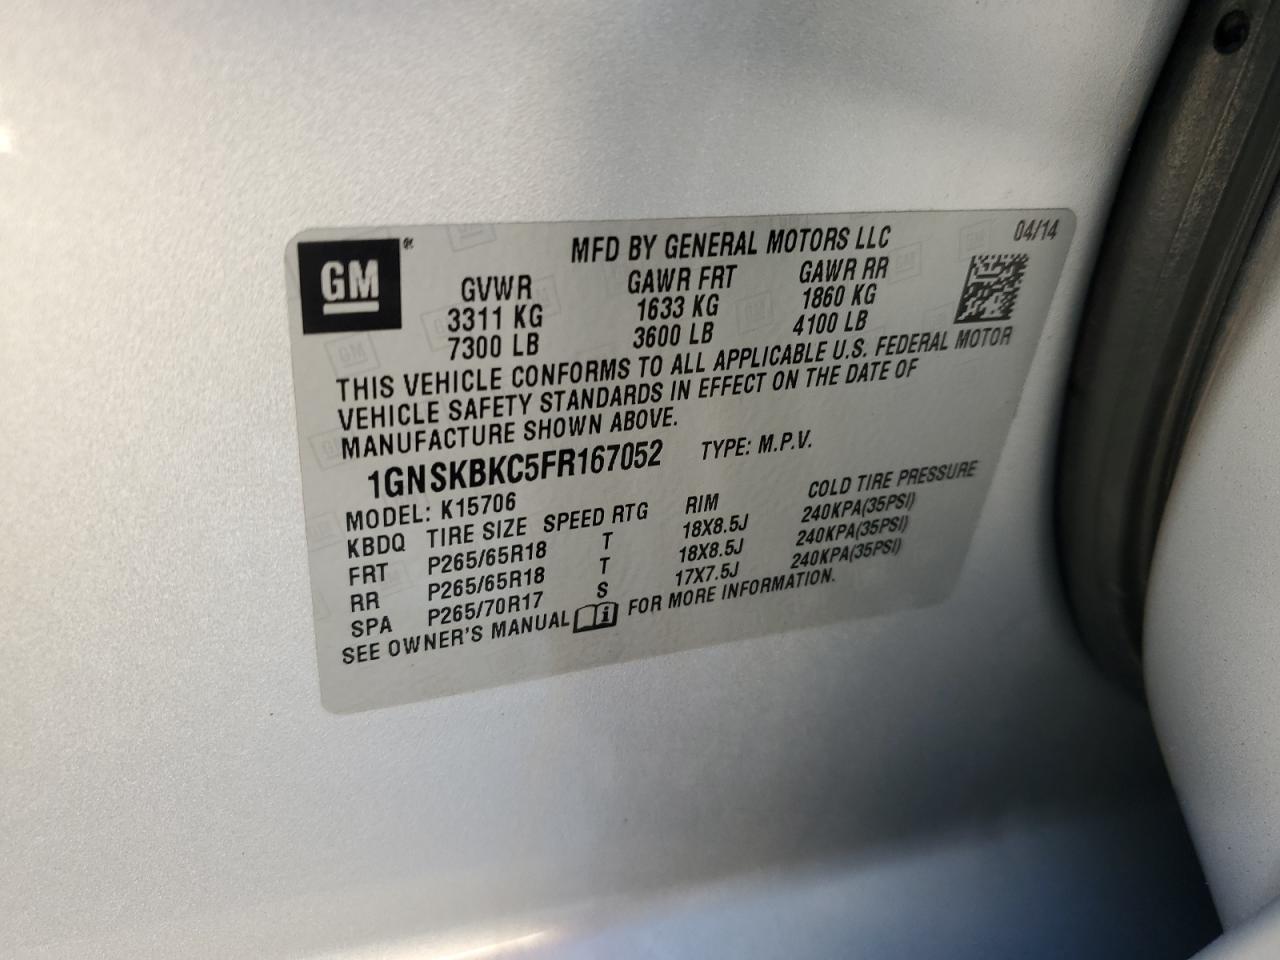 GM ®
MFD BY GENERAL MOTORS LLC 04/14
GVWR GAWR FRT GAWR RR
3311 KG 1633 KG 1860 KG
7300 LB 3600 LB 4100 LB
THIS VEHICLE CONFORMS TO ALL APPLICABLE U.S. FEDERAL MOTOR
VEHICLE SAFETY STANDARDS IN EFFECT ON THE DATE OF
MANUFACTURE SHOWN ABOVE.
1GNSKBKC5FR167052 TYPE: M.P.V.
MODEL: K15706
KBDQ TIRE SIZE SPEED RTG RIM COLD TIRE PRESSURE
FRT P265/65R18 T 18X8.5J 240KPA(35PSI)
RR P265/65R18 T 18X8.5J 240KPA(35PSI)
SPA P265/70R17 S 17X7.5J 240KPA(35PSI)
SEE OWNER'S MANUAL i FOR MORE INFORMATION.